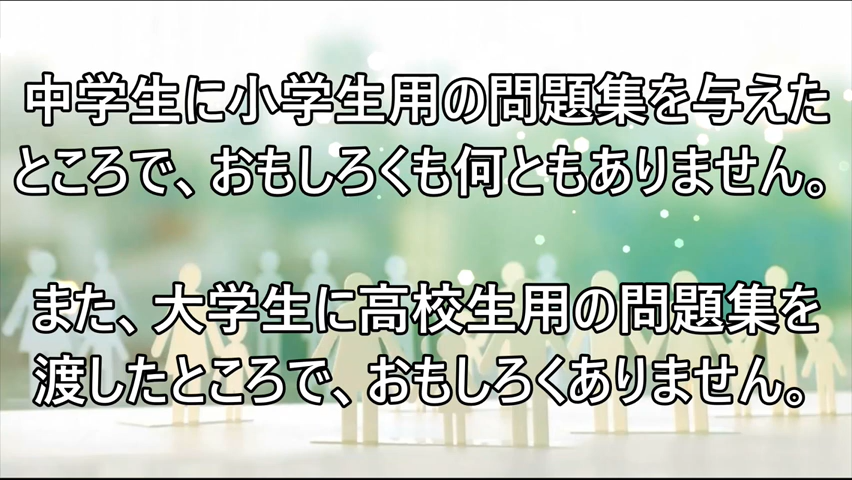 中学生に小学生用の問題集を与えた
ところで、おもしろくも何ともありません。
また、大学生に高校生用の問題集を
渡したところで、おもしろくありません。